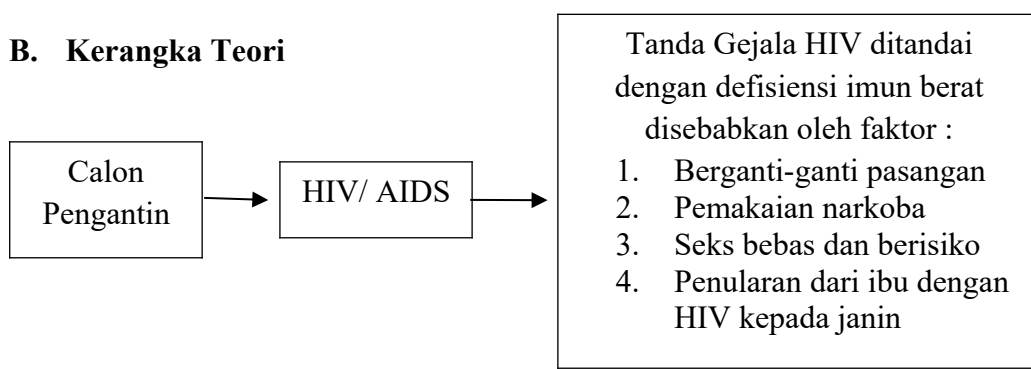 B. Kerangka Teori
Calon
Pengantin
HIV/ AIDS
Tanda Gejala HIV ditandai
dengan defisiensi imun berat
disebabkan oleh faktor :
1. Berganti-ganti pasangan
2. Pemakaian narkoba
3. Seks bebas dan berisiko
4. Penularan dari ibu dengan
HIV kepada janin